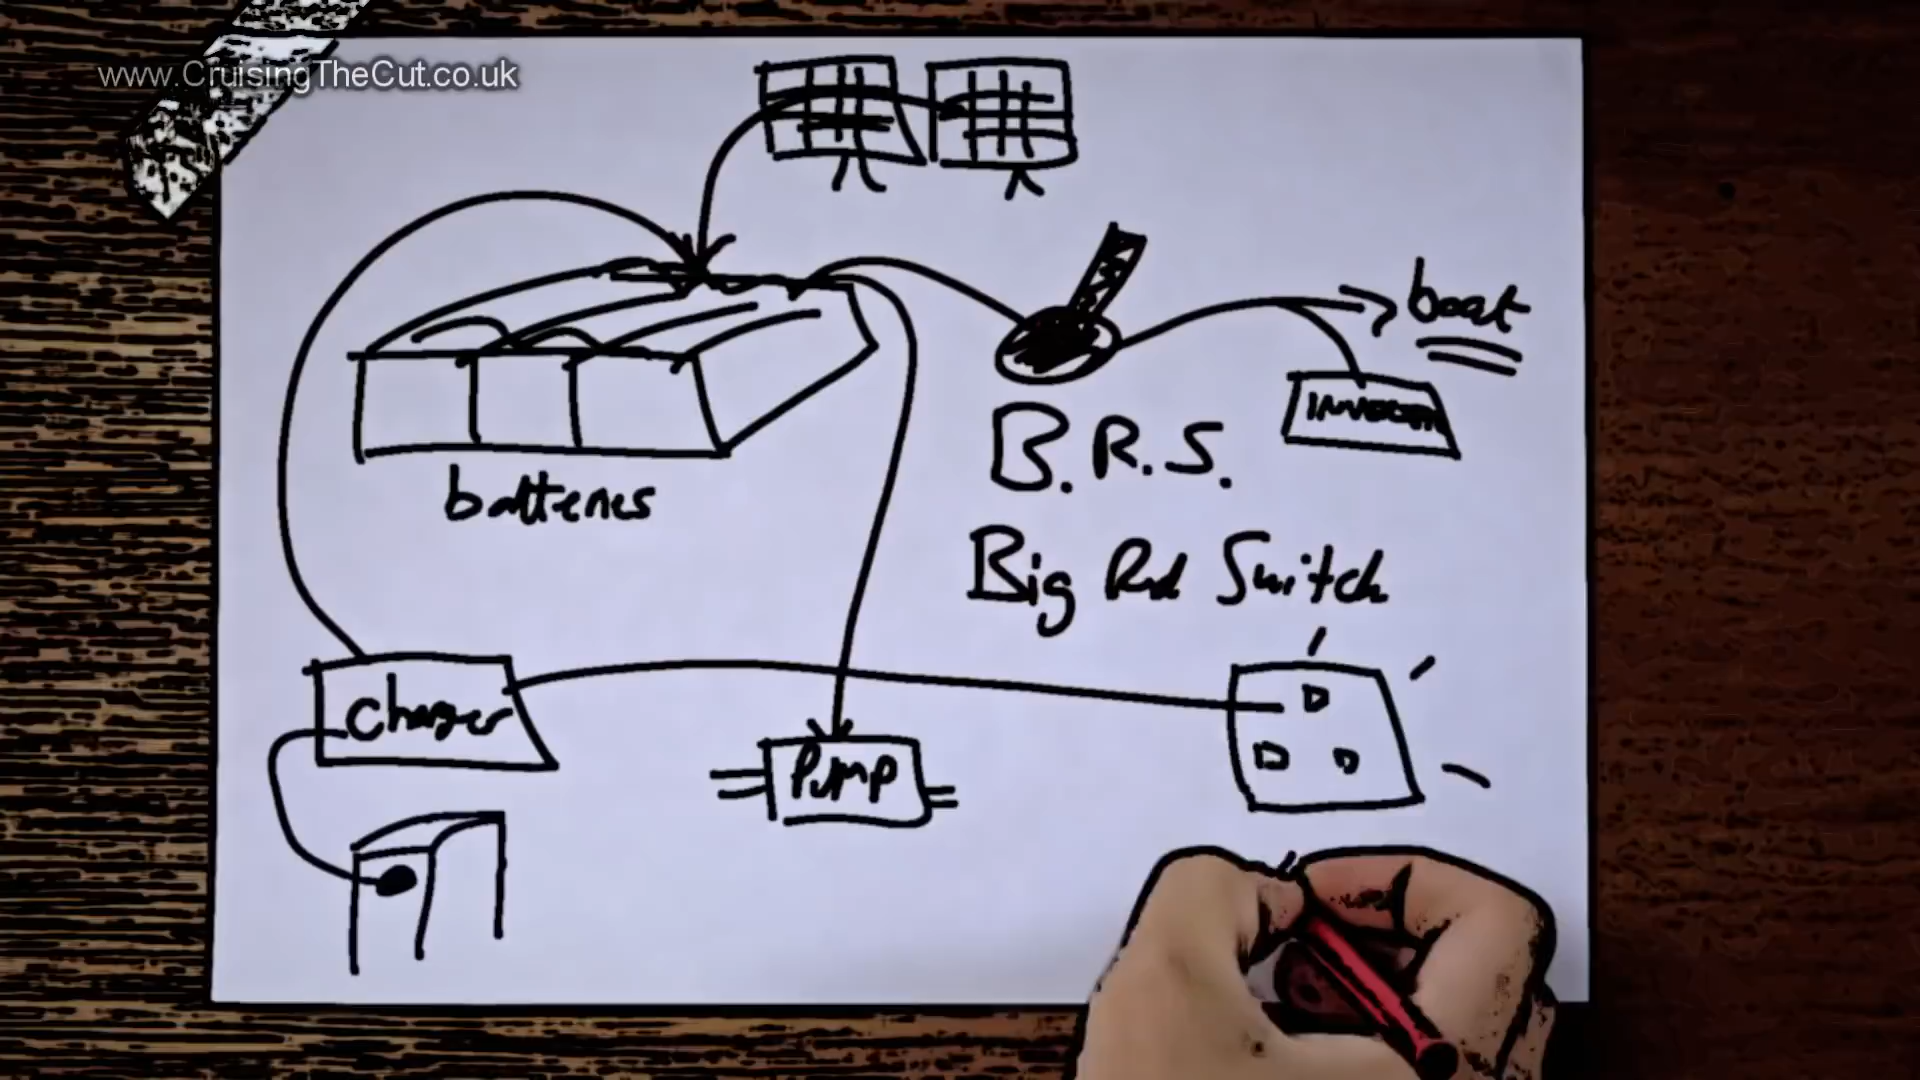 www.CruisingTheCut.co.uk
boat
B.R.S.
batteries
Big Red Switch
charger
Pump